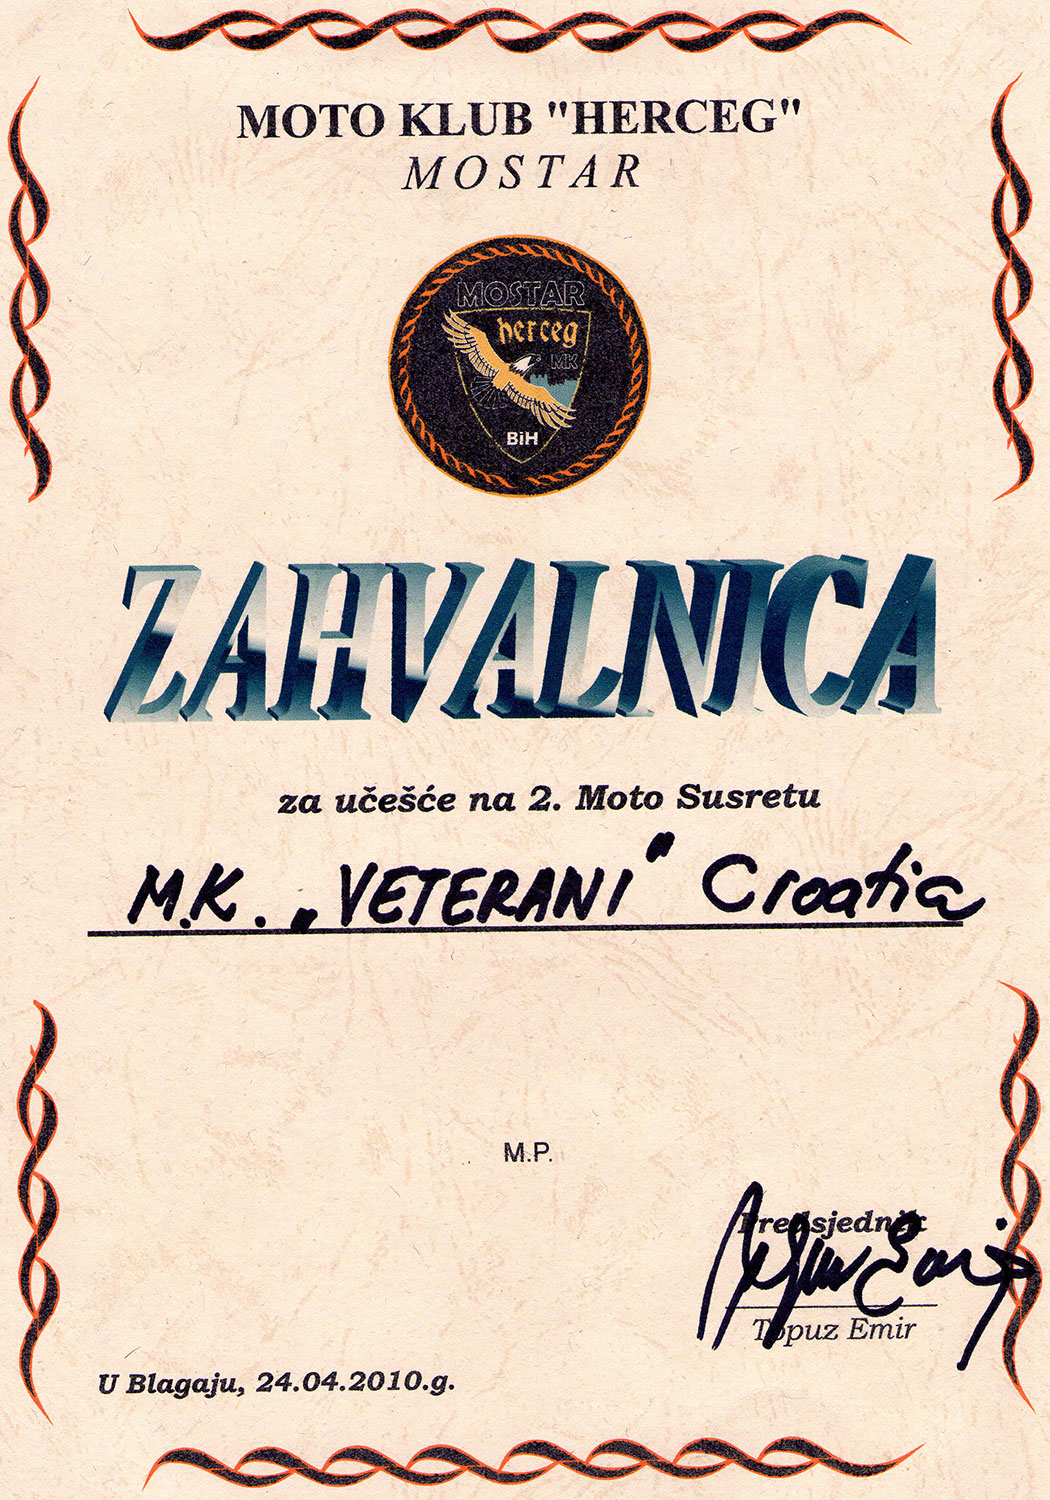 MOTO KLUB "HERCEG"
MOSTAR
MOSTAR
herceg
MK
BiH
ZAHVALNICA
za učešće na 2. Moto Susretu
M.K. „VETERANI“ Croatia
M.P.
Predsjednik
Topuz Emir
U Blagaju, 24.04.2010.g.